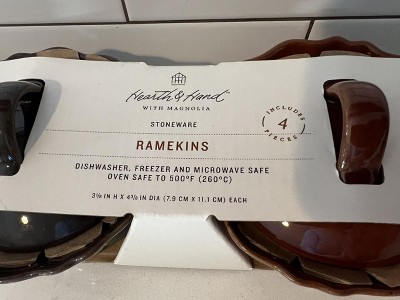 Hearth & Hand™
WITH MAGNOLIA
STONEWARE
INCLUDES
4
PIECES
RAMEKINS
DISHWASHER, FREEZER AND MICROWAVE SAFE
OVEN SAFE TO 500°F (260°C)
3⅛ IN H X 4⅜ IN DIA (7.9 CM X 11.1 CM) EACH